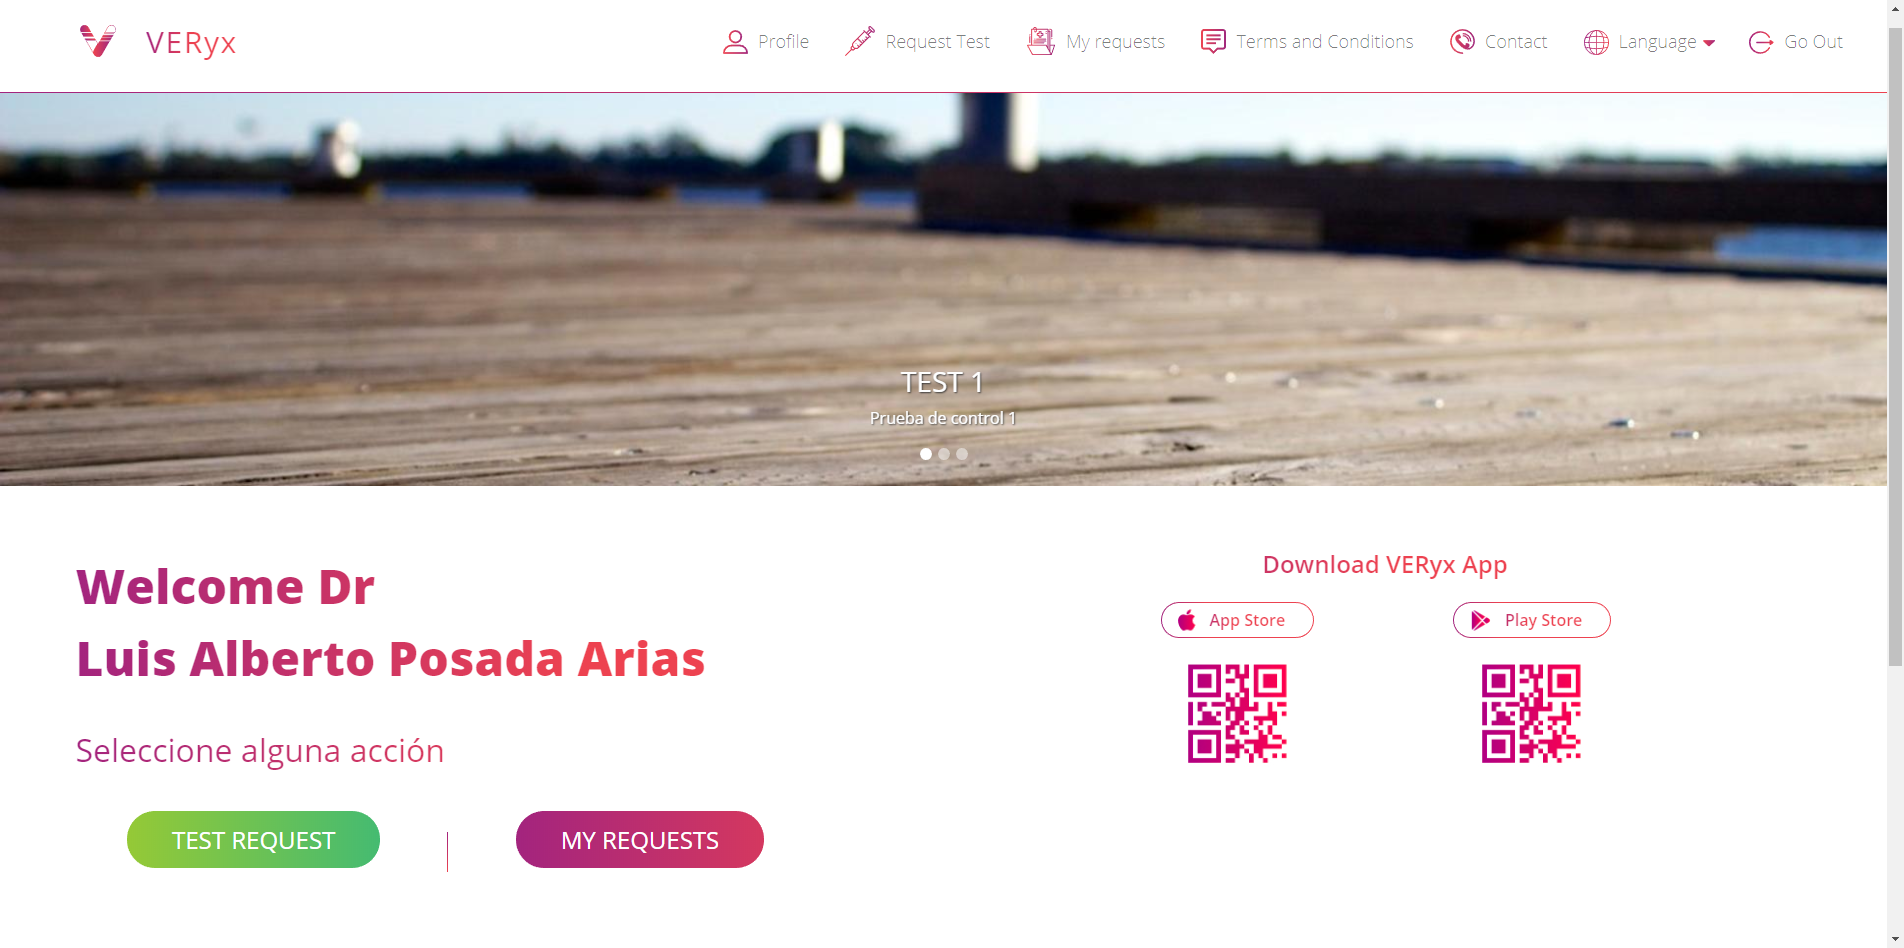 VERyx
Profile
Request Test
My requests
Terms and Conditions
Contact
Language
Go Out
TEST 1
Prueba de control 1
Welcome Dr
Luis Alberto Posada Arias
Seleccione alguna acción
TEST REQUEST
MY REQUESTS
Download VERyx App
App Store
Play Store